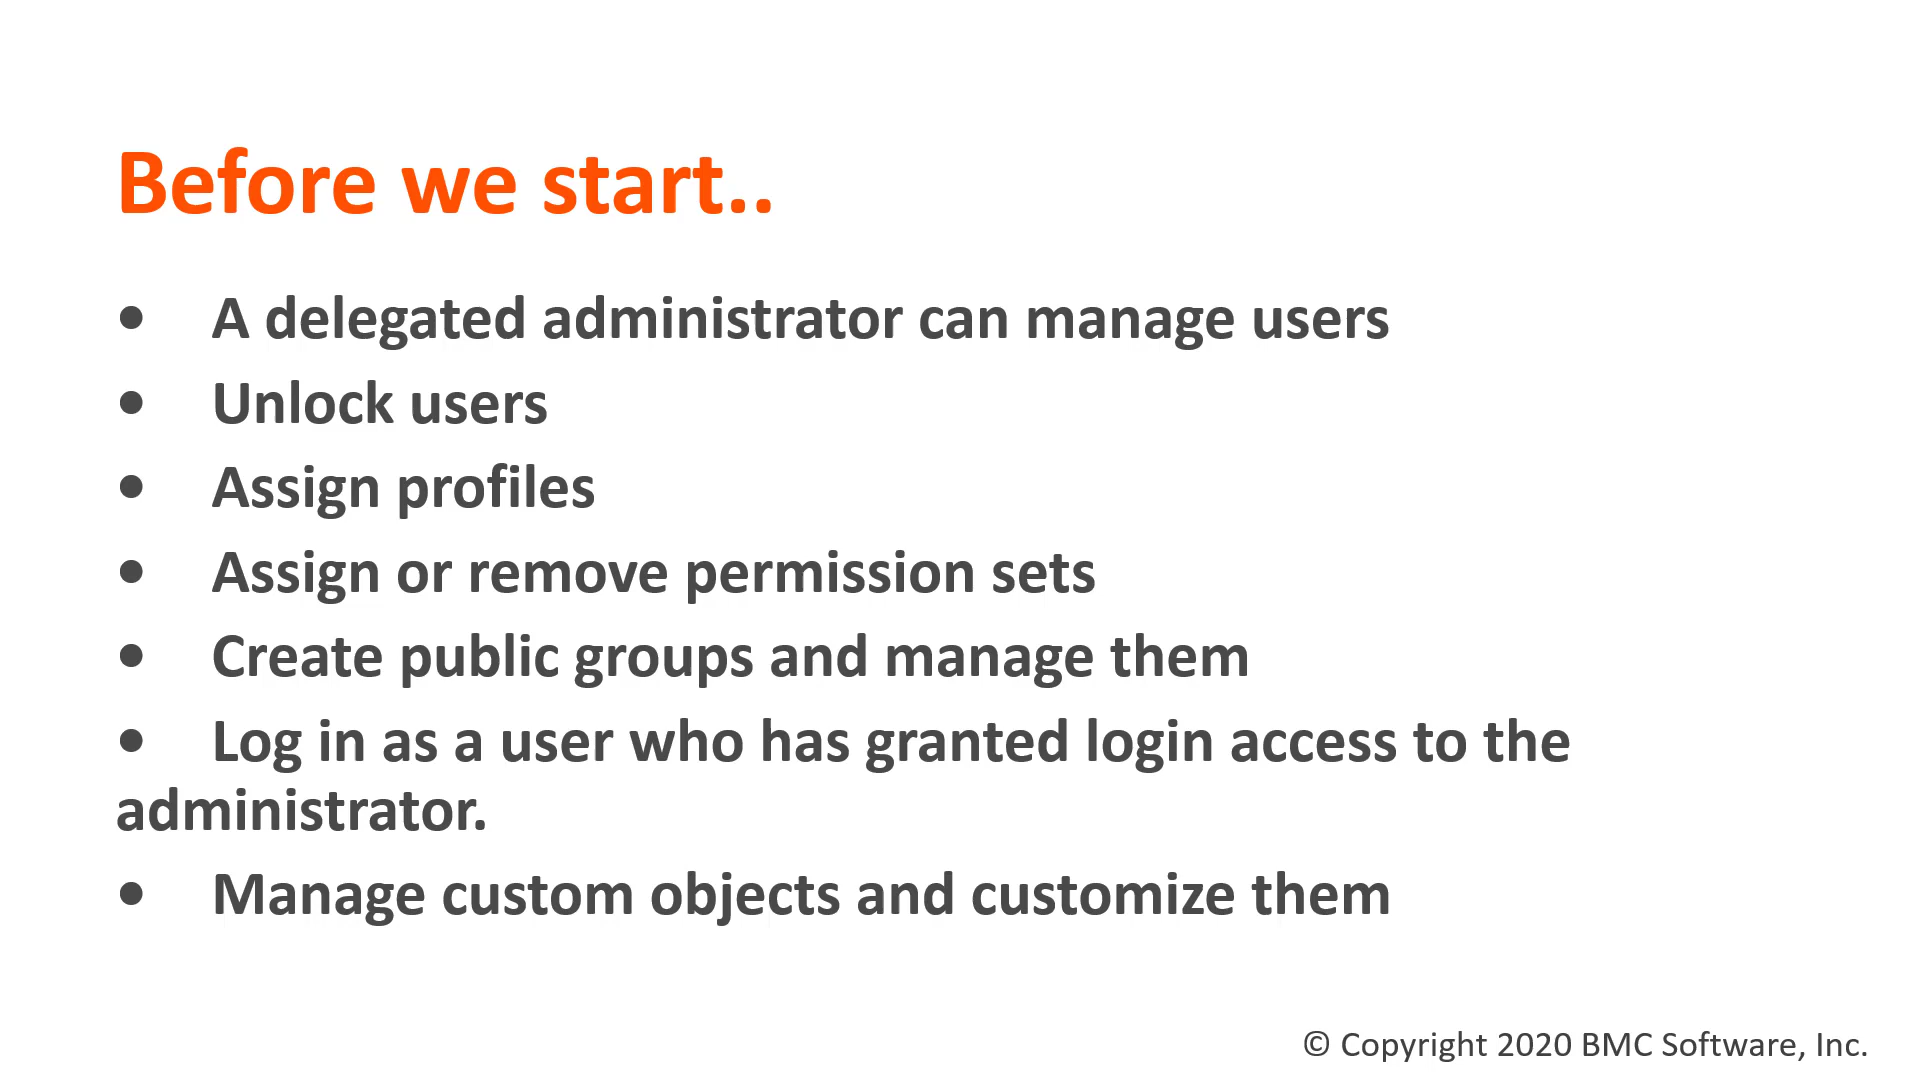 Before we start..
• A delegated administrator can manage users
• Unlock users
• Assign profiles
• Assign or remove permission sets
• Create public groups and manage them
• Log in as a user who has granted login access to the
administrator.
• Manage custom objects and customize them
© Copyright 2020 BMC Software, Inc.